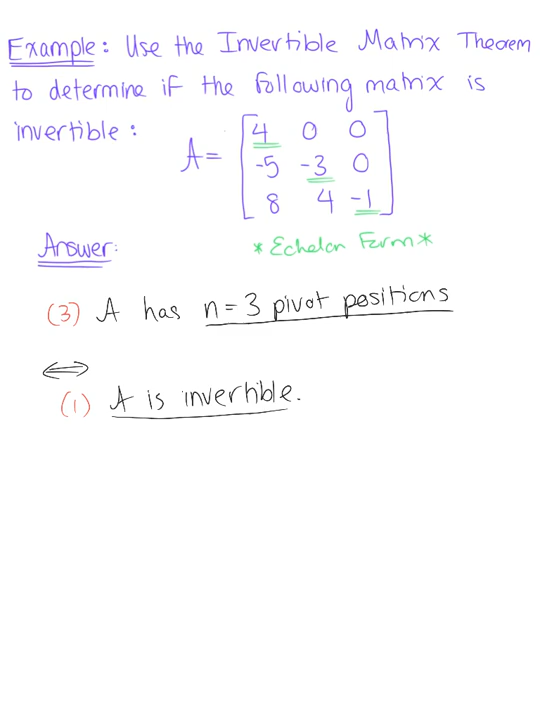 Example: Use the Invertible Matrix Theorem
to determine if the following matrix is
invertible:
A = [4 0 0
-5 -3 0
8 4 -1]
Answer:
*Echelon Form*
(3) A has n = 3 pivot positions
⟺
(1) A is invertible.